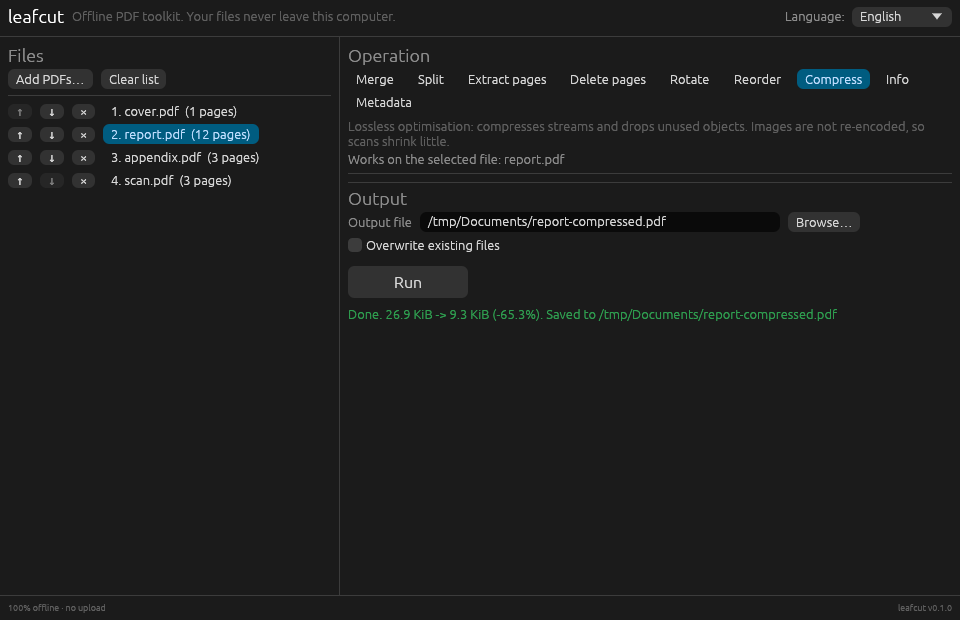 leafcut Offline PDF toolkit. Your files never leave this computer.
Language: English
Files
Add PDFs... Clear list
↑ ↓ × 1. cover.pdf (1 pages)
↑ ↓ × 2. report.pdf (12 pages)
↑ ↓ × 3. appendix.pdf (3 pages)
↑ ↓ × 4. scan.pdf (3 pages)
Operation
Merge Split Extract pages Delete pages Rotate Reorder Compress Info
Metadata
Lossless optimisation: compresses streams and drops unused objects. Images are not re-encoded, so
scans shrink little.
Works on the selected file: report.pdf
Output
Output file /tmp/Documents/report-compressed.pdf Browse...
Overwrite existing files
Run
Done. 26.9 KiB -> 9.3 KiB (-65.3%). Saved to /tmp/Documents/report-compressed.pdf
100% offline · no upload
leafcut v0.1.0